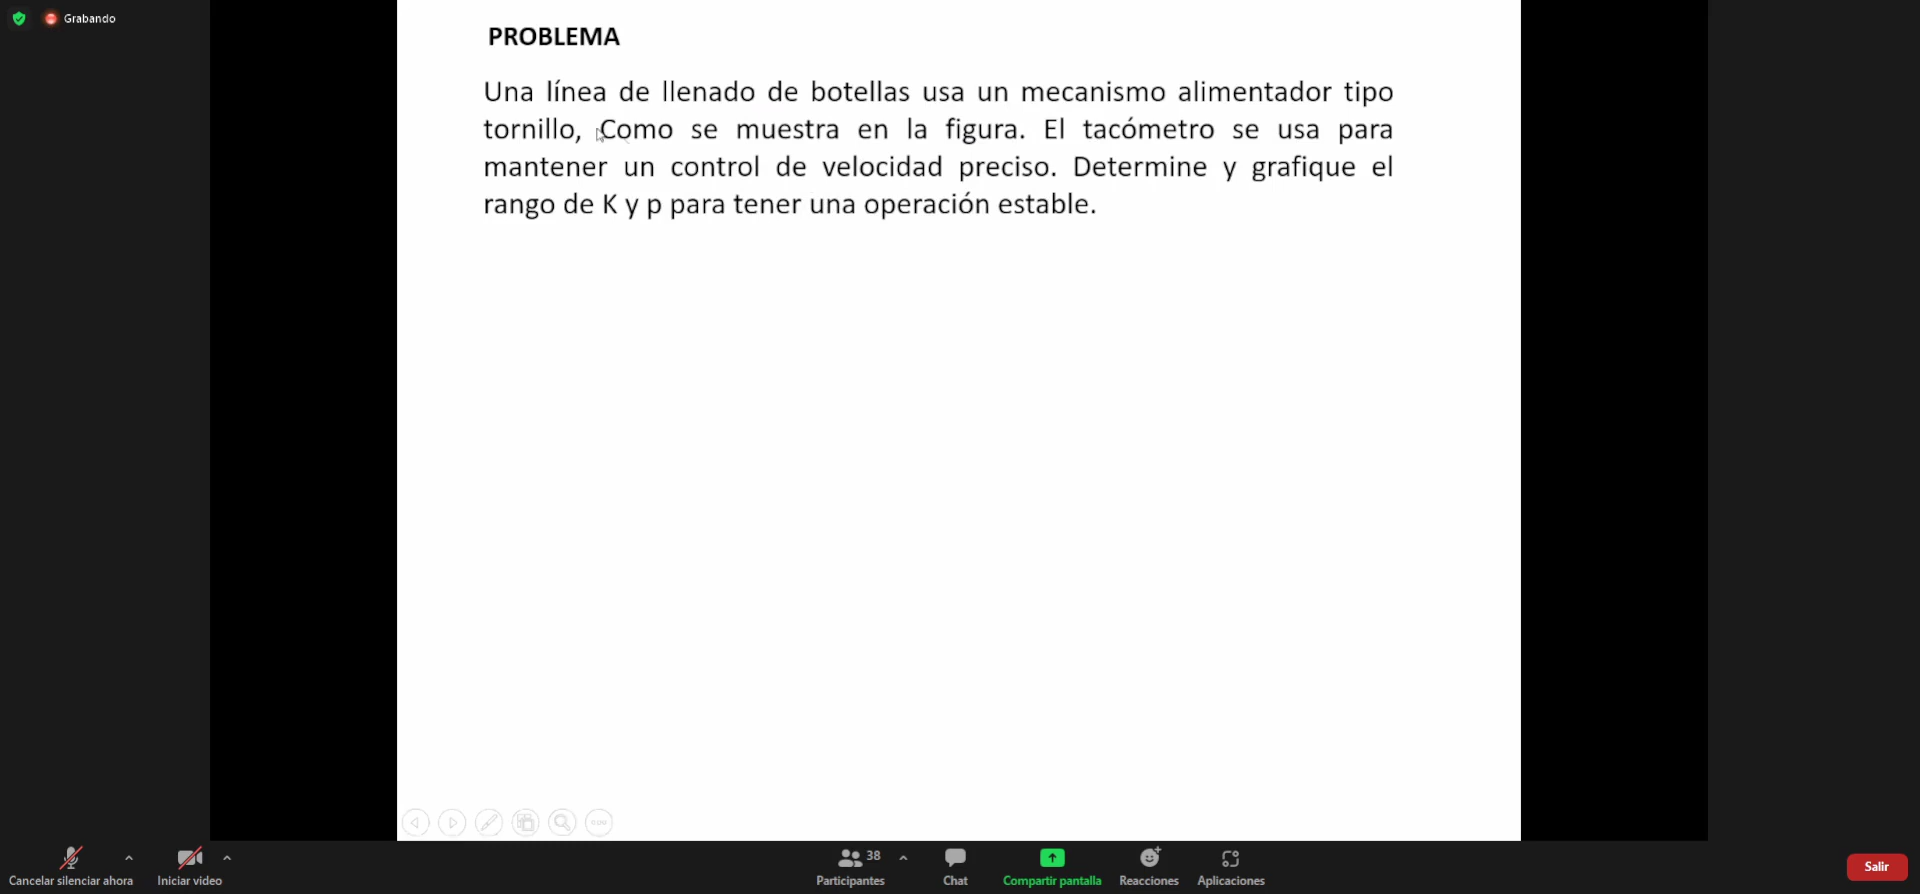 Grabando
PROBLEMA
Una línea de llenado de botellas usa un mecanismo alimentador tipo
tornillo, Como se muestra en la figura. El tacómetro se usa para
mantener un control de velocidad preciso. Determine y grafique el
rango de K y p para tener una operación estable.
38
Cancelar silenciar ahora
Iniciar video
Participantes
Chat
Compartir pantalla
Reacciones
Aplicaciones
Salir